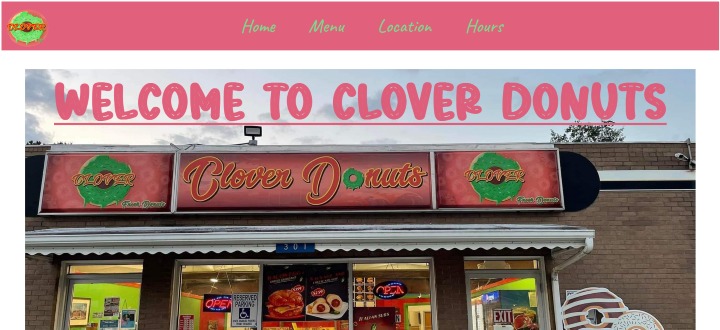 CLOVER
Home Menu Location Hours
WELCOME TO CLOVER DONUTS
CLOVER
Fresh Donuts
Clover Donuts
CLOVER
Fresh Donuts
301
OPEN
RESERVED
PARKING
OPEN
EXIT